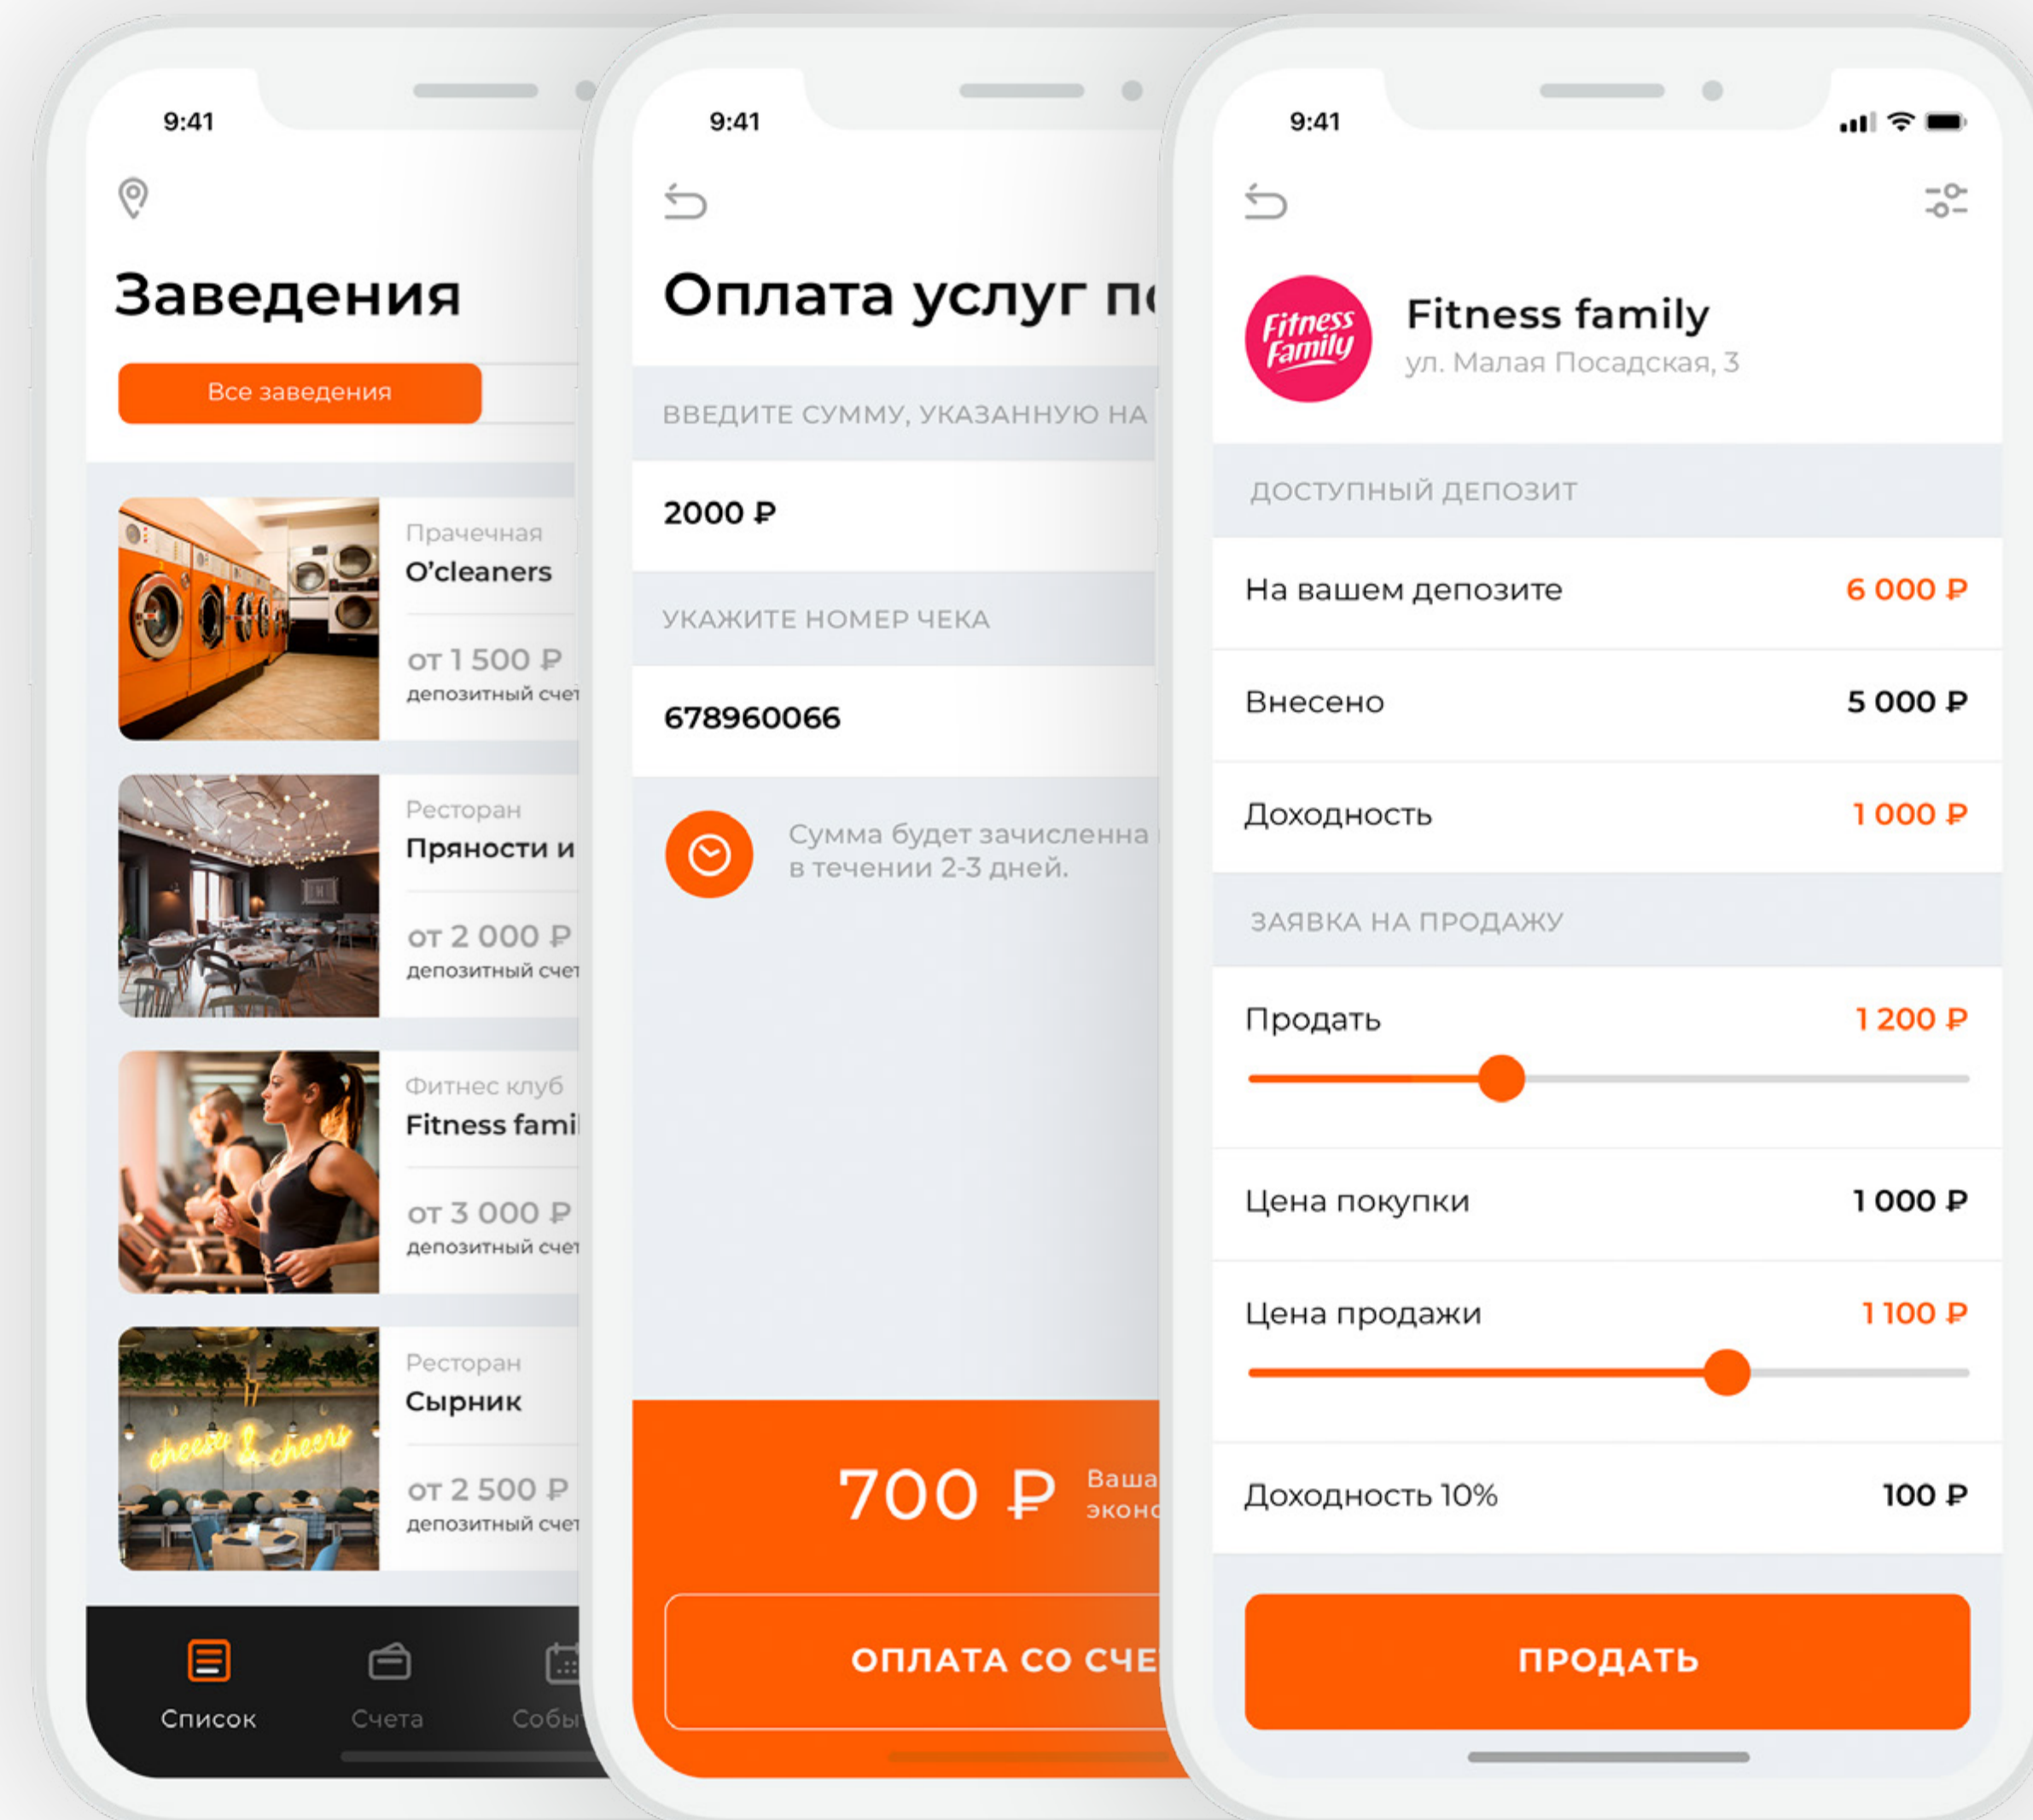 9:41
Заведения
Все заведения
Прачечная
O'cleaners
от 1 500 ₽
депозитный счет
Ресторан
Пряности и
от 2 000 ₽
депозитный счет
Фитнес клуб
Fitness famil
от 3 000 ₽
депозитный счет
cheese & cheers
Ресторан
Сырник
от 2 500 ₽
депозитный счет
Список
Счета
Собы
9:41
Оплата услуг по
ВВЕДИТЕ СУММУ, УКАЗАННУЮ НА
2000 ₽
УКАЖИТЕ НОМЕР ЧЕКА
678960066
Сумма будет зачисленна
в течении 2-3 дней.
700 ₽
Ваша
эконо
ОПЛАТА СО СЧЕ
9:41
Fitness
Family
Fitness family
ул. Малая Посадская, 3
ДОСТУПНЫЙ ДЕПОЗИТ
На вашем депозите 6 000 ₽
Внесено 5 000 ₽
Доходность 1 000 ₽
ЗАЯВКА НА ПРОДАЖУ
Продать 1 200 ₽
Цена покупки 1 000 ₽
Цена продажи 1 100 ₽
Доходность 10% 100 ₽
ПРОДАТЬ